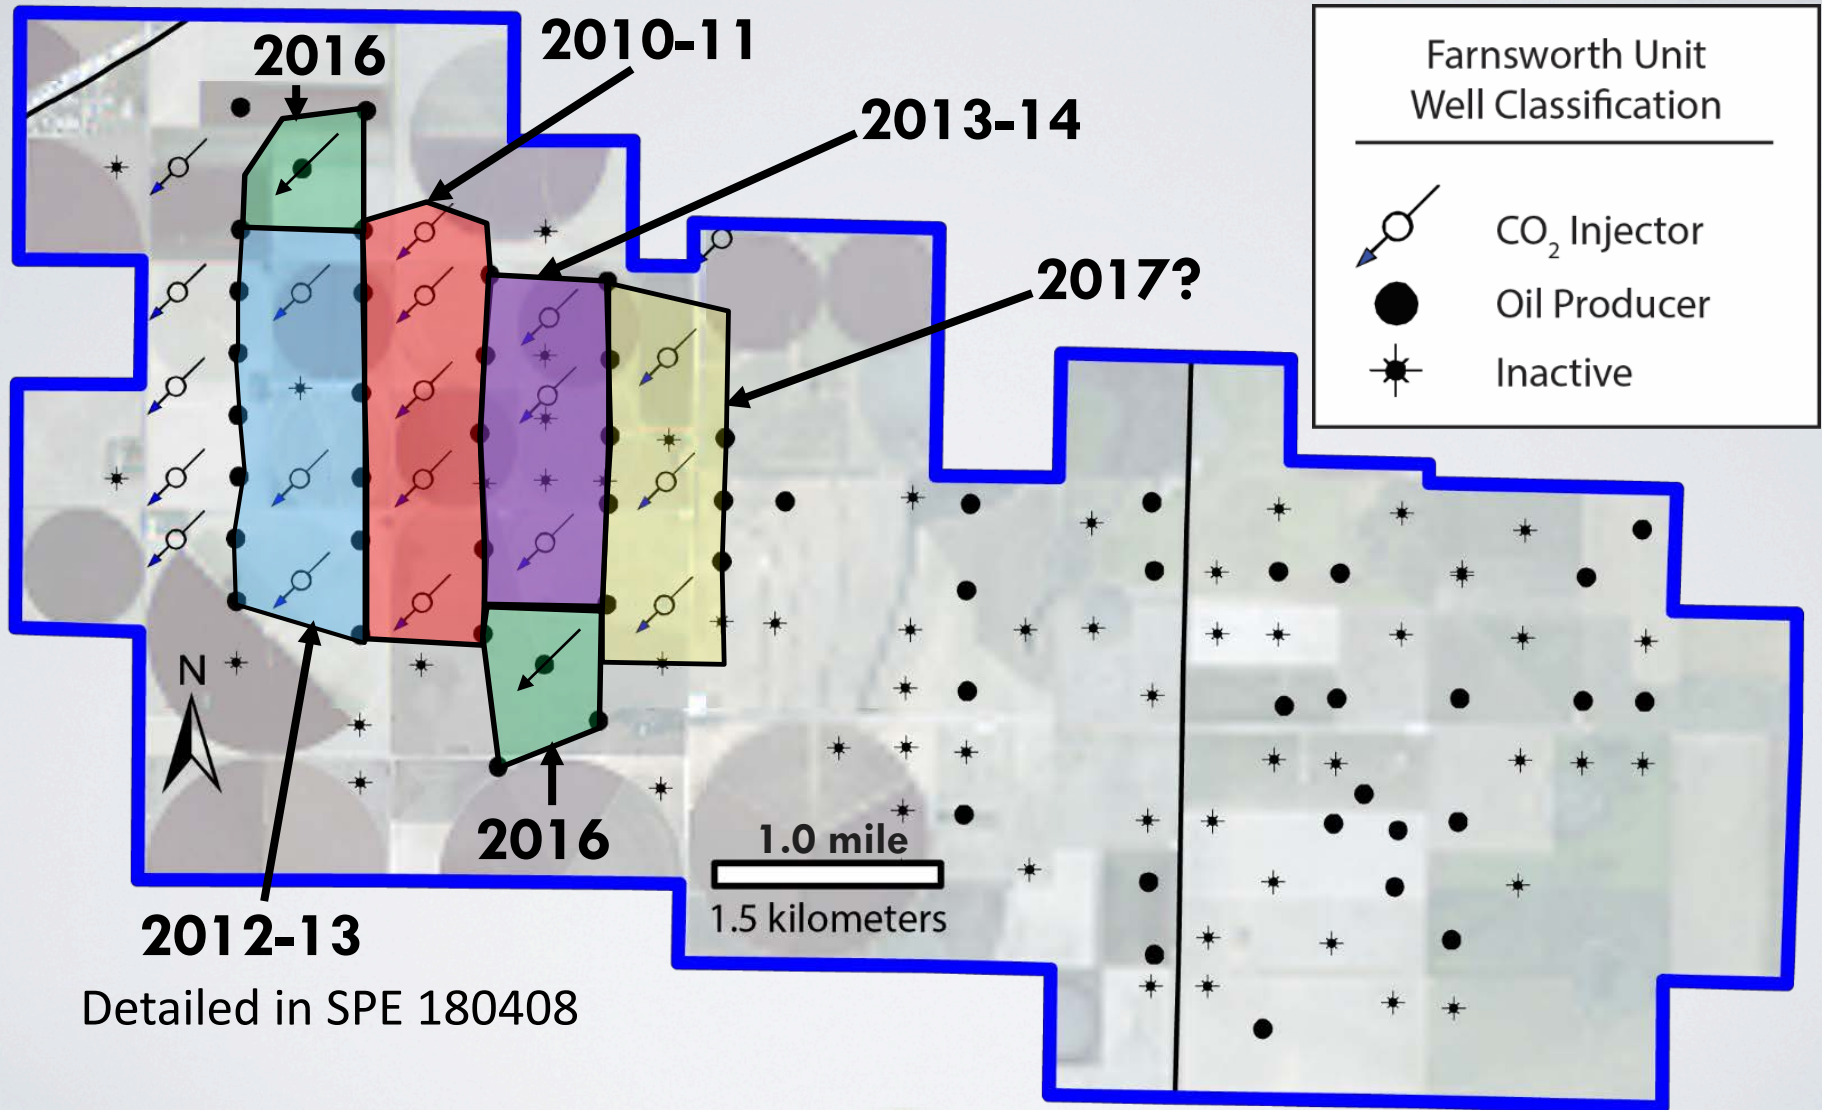 2016
2010-11
2013-14
2017?
Farnsworth Unit
Well Classification
CO₂ Injector
Oil Producer
Inactive
N
2016
1.0 mile
1.5 kilometers
2012-13
Detailed in SPE 180408